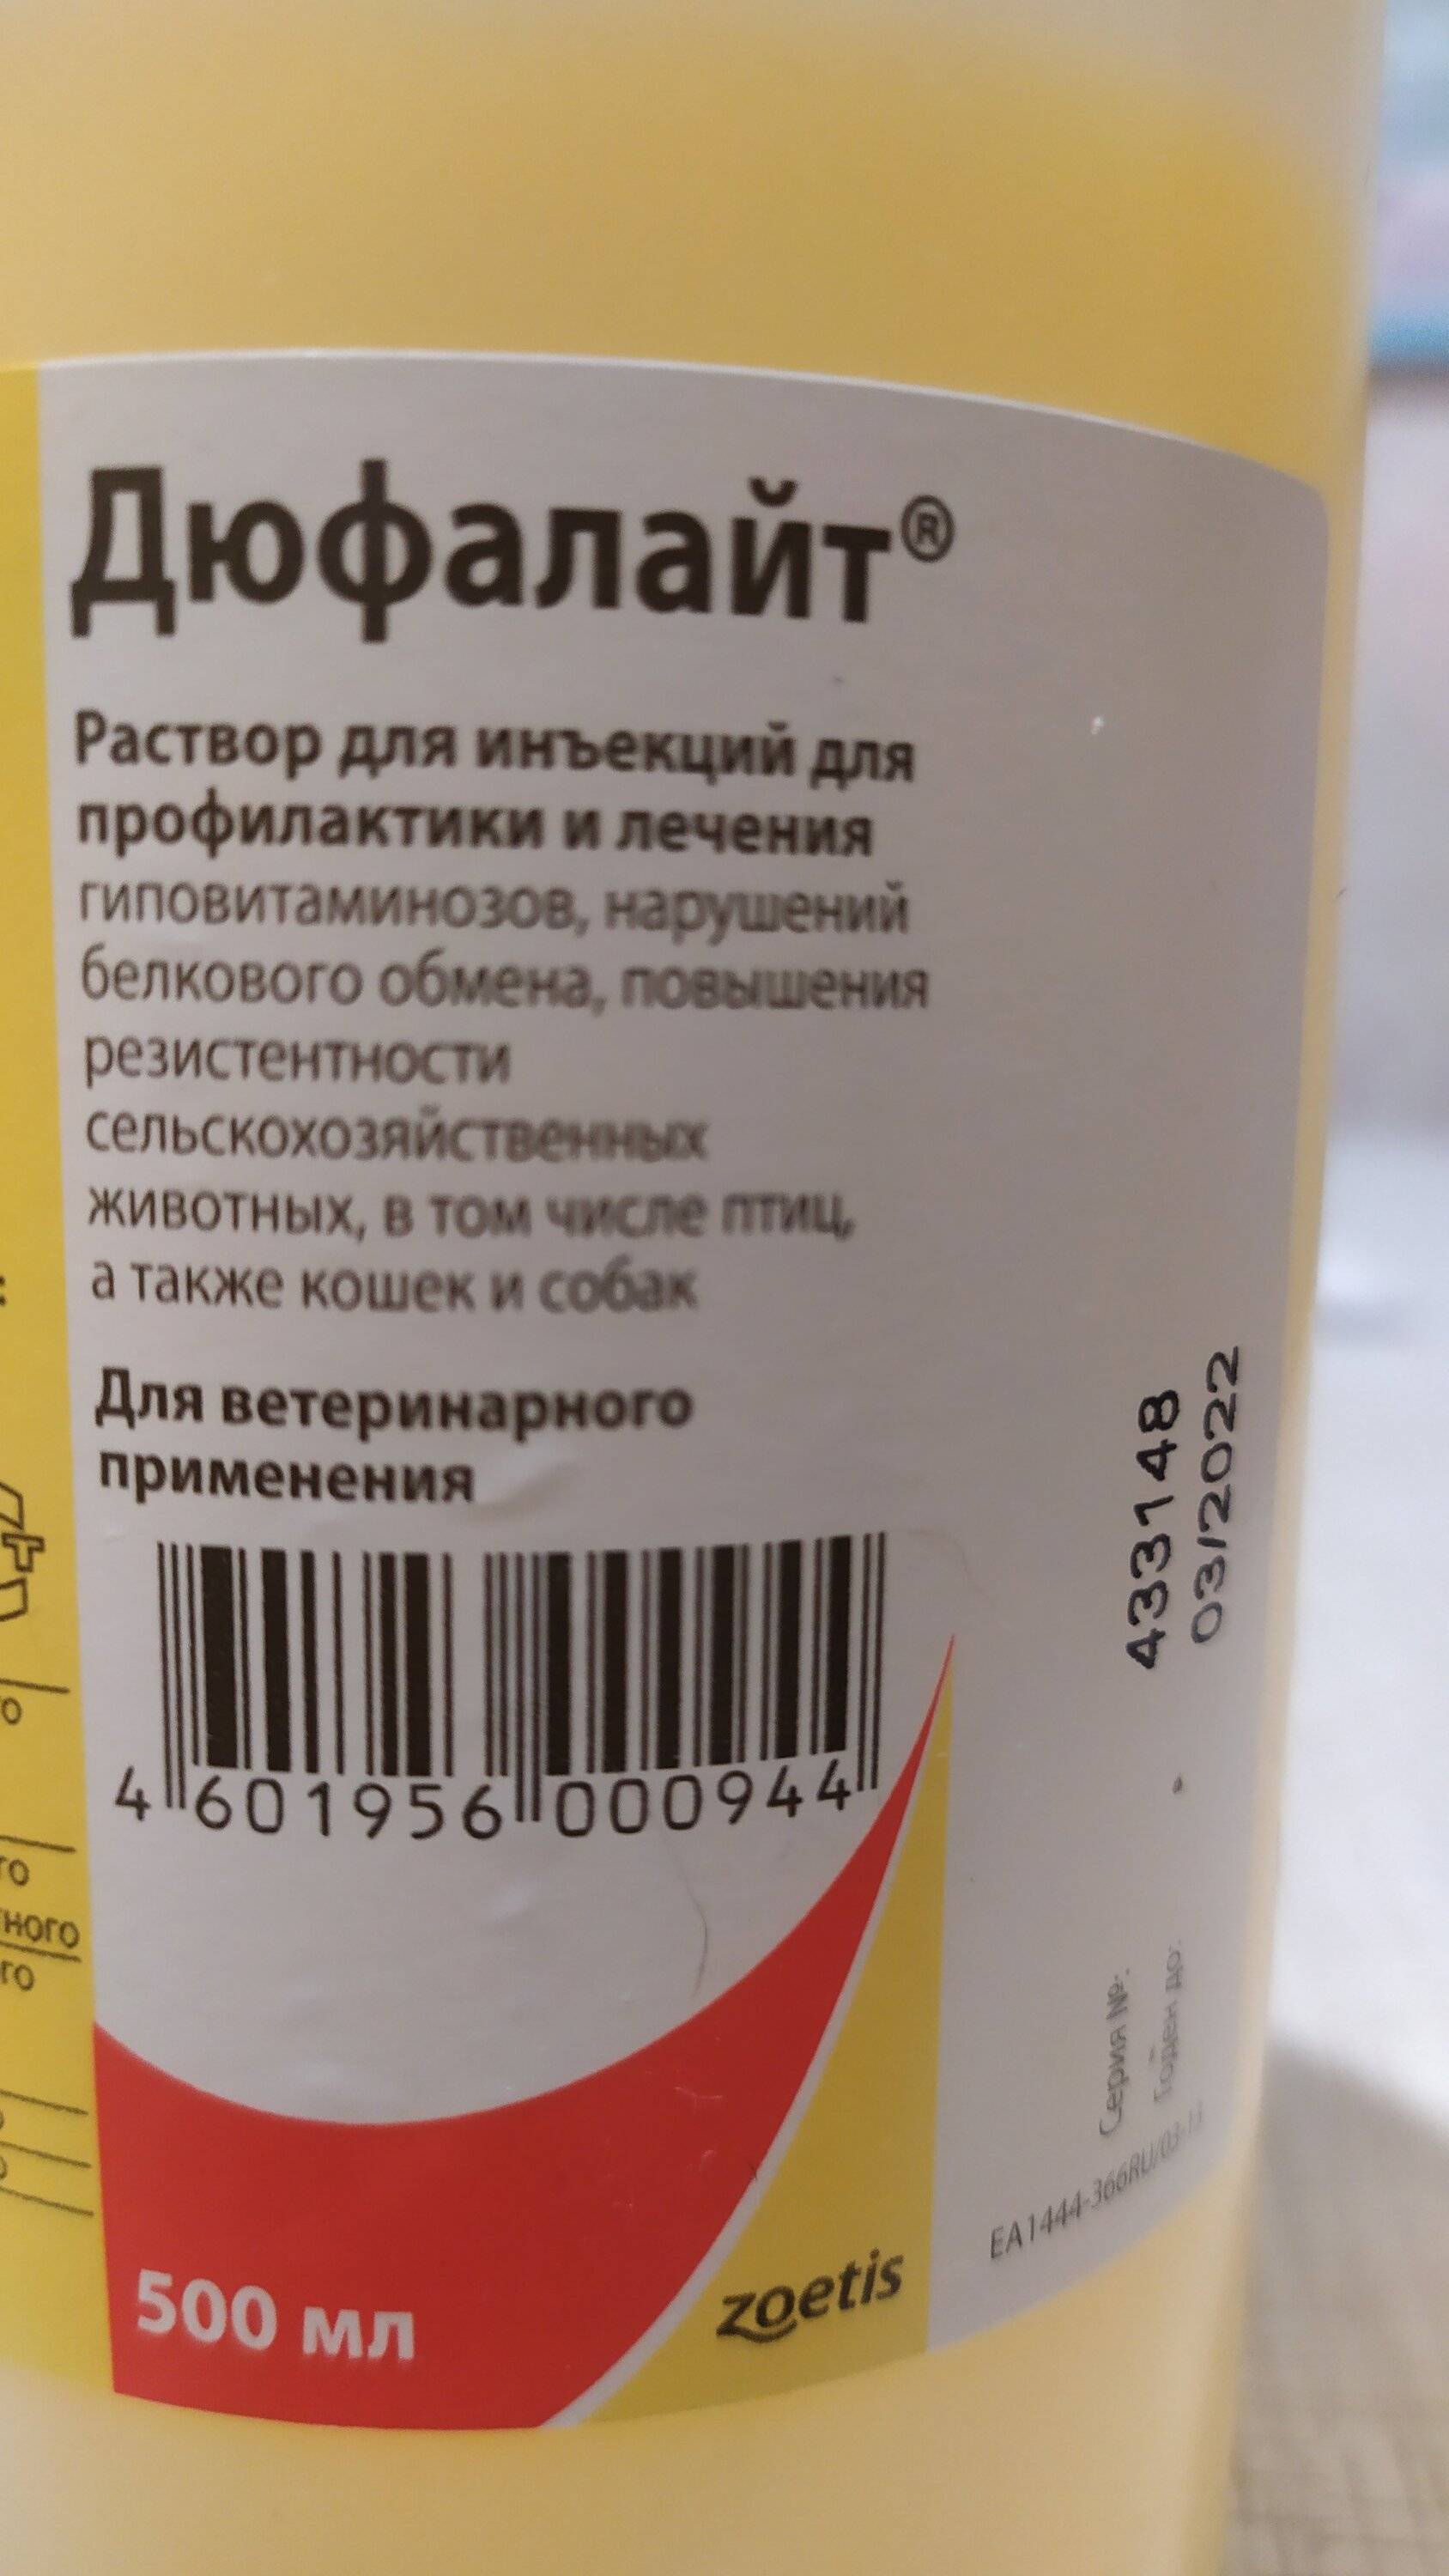 Дюфалайт®
Раствор для инъекций для
профилактики и лечения
гиповитаминозов, нарушений
белкового обмена, повышения
резистентности
сельскохозяйственных
животных, в том числе птиц,
а также кошек и собак
Для ветеринарного
применения
4 601956 000944
500 мл
zoetis
Серия №: 433148
Годен до: 03/2022